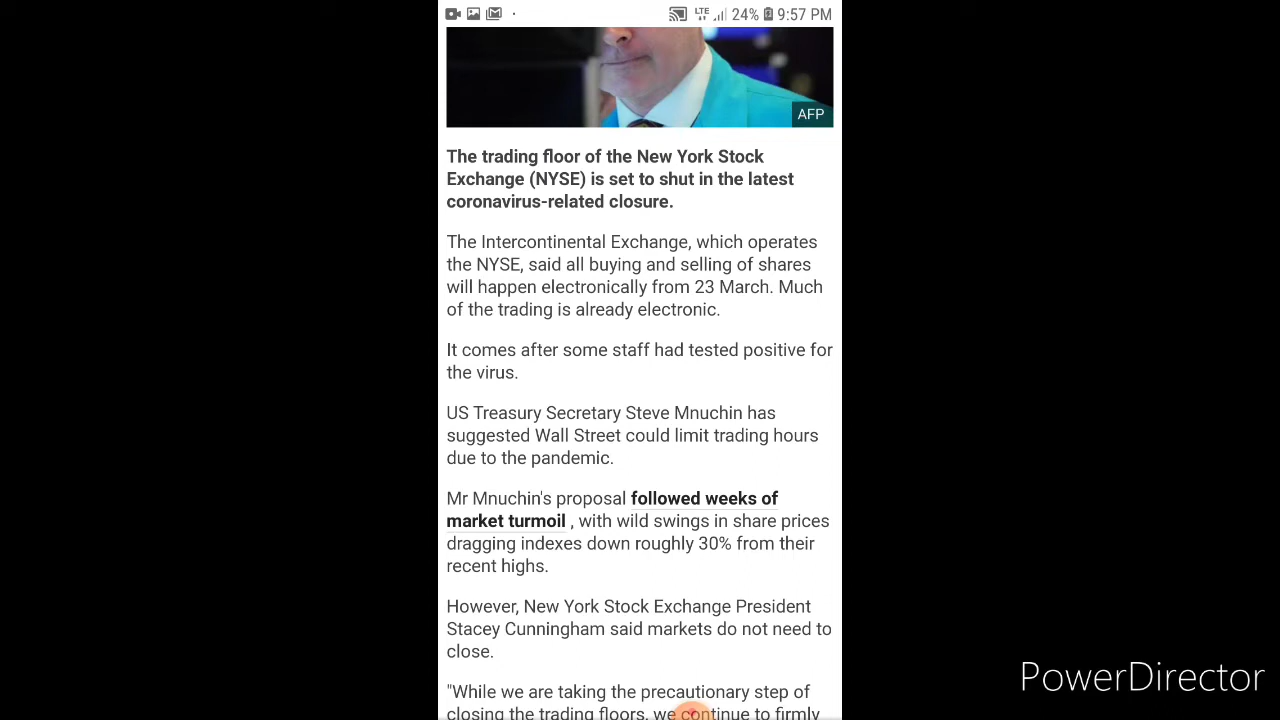 LTE 24% 9:57 PM
AFP
The trading floor of the New York Stock
Exchange (NYSE) is set to shut in the latest
coronavirus-related closure.
The Intercontinental Exchange, which operates
the NYSE, said all buying and selling of shares
will happen electronically from 23 March. Much
of the trading is already electronic.
It comes after some staff had tested positive for
the virus.
US Treasury Secretary Steve Mnuchin has
suggested Wall Street could limit trading hours
due to the pandemic.
Mr Mnuchin's proposal followed weeks of
market turmoil , with wild swings in share prices
dragging indexes down roughly 30% from their
recent highs.
However, New York Stock Exchange President
Stacey Cunningham said markets do not need to
close.
"While we are taking the precautionary step of
closing the trading floors, we continue to firmly
PowerDirector